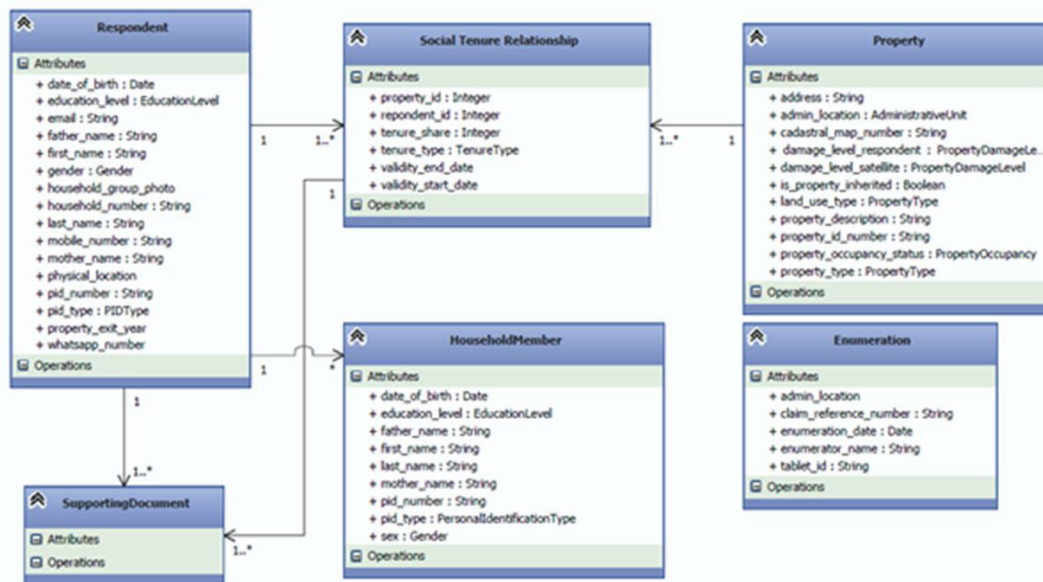 Respondent
Attributes
+ date_of_birth : Date
+ education_level : EducationLevel
+ email : String
+ father_name : String
+ first_name : String
+ gender : Gender
+ household_group_photo
+ household_number : String
+ last_name : String
+ mobile_number : String
+ mother_name : String
+ physical_location
+ pid_number : String
+ pid_type : PIDType
+ property_exit_year
+ whatsapp_number
Operations
1
1..*
Social Tenure Relationship
Attributes
+ property_id : Integer
+ repondent_id : Integer
+ tenure_share : Integer
+ tenure_type : TenureType
+ validity_end_date
+ validity_start_date
Operations
1..*
1
Property
Attributes
+ address : String
+ admin_location : AdministrativeUnit
+ cadastral_map_number : String
+ damage_level_respondent : PropertyDamageLe...
+ damage_level_satellite : PropertyDamageLevel
+ is_property_inherited : Boolean
+ land_use_type : PropertyType
+ property_description : String
+ property_id_number : String
+ property_occupancy_status : PropertyOccupancy
+ property_type : PropertyType
Operations
1
1
*
HouseholdMember
Attributes
+ date_of_birth : Date
+ education_level : EducationLevel
+ father_name : String
+ first_name : String
+ last_name : String
+ mother_name : String
+ pid_number : String
+ pid_type : PersonalIdentificationType
+ sex : Gender
Operations
Enumeration
Attributes
+ admin_location
+ claim_reference_number : String
+ enumeration_date : Date
+ enumerator_name : String
+ tablet_id : String
Operations
1
1..*
SupportingDocument
Attributes
Operations
1..*